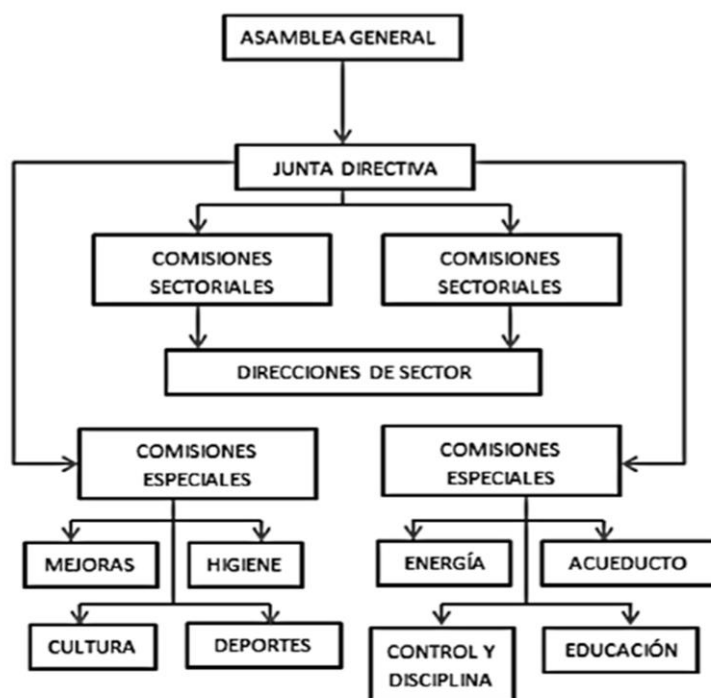 ASAMBLEA GENERAL
JUNTA DIRECTIVA
COMISIONES
SECTORIALES
COMISIONES
SECTORIALES
DIRECCIONES DE SECTOR
COMISIONES
ESPECIALES
COMISIONES
ESPECIALES
MEJORAS
HIGIENE
ENERGÍA
ACUEDUCTO
CULTURA
DEPORTES
CONTROL Y
DISCIPLINA
EDUCACIÓN